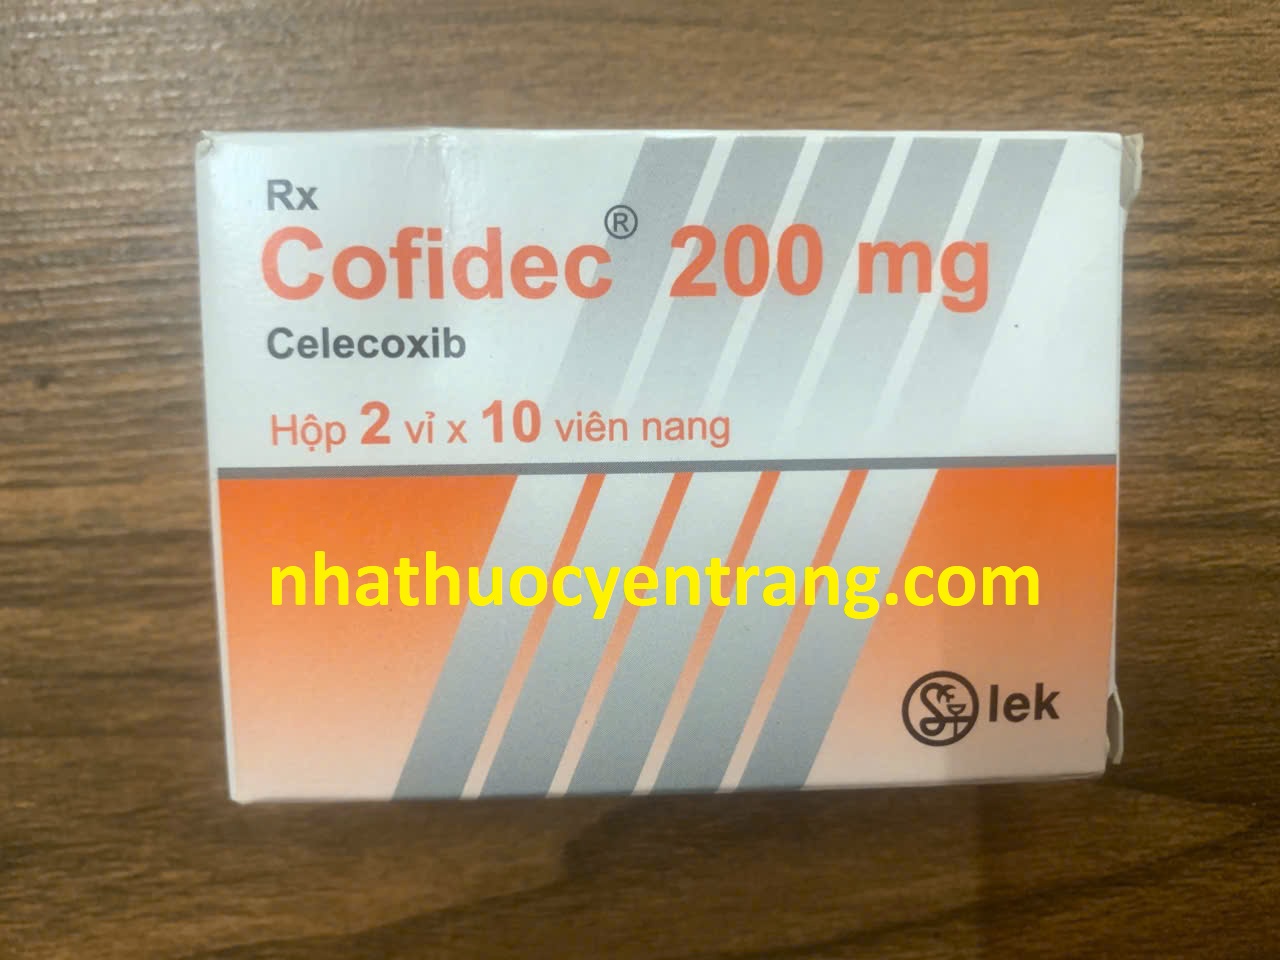 Rx
Cofidec® 200 mg
Celecoxib
Hộp 2 vỉ x 10 viên nang
nhathuocyentrang.com
lek